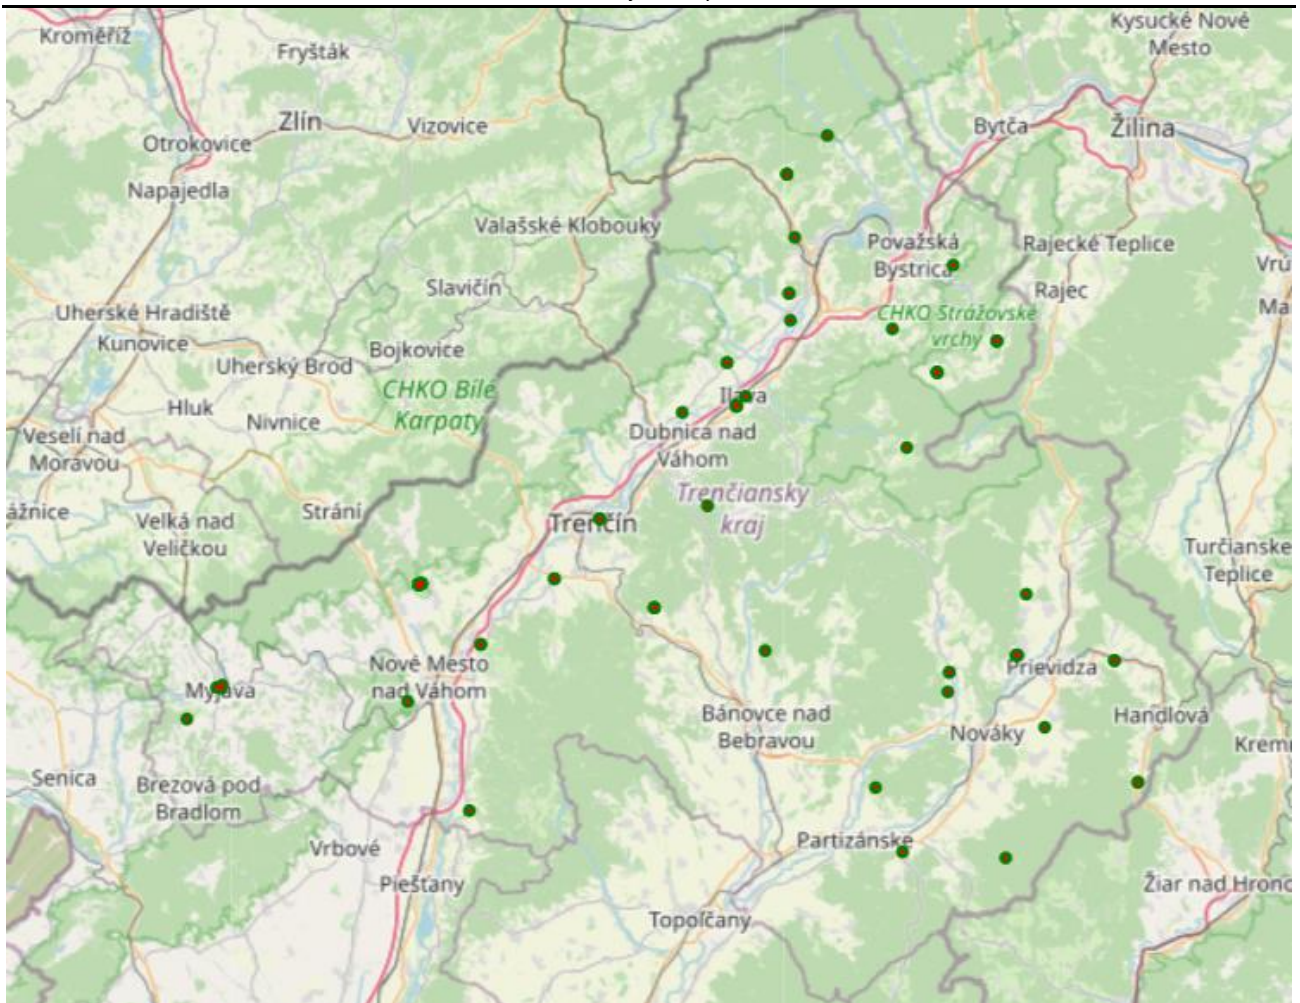 Kysucké Nové
Mesto
Kroměříž
Fryšták
Zlín
Vizovice
Otrokovice
Bytča
Žilina
Napajedla
Valašské Klobouky
Považská
Bystrica
Rajecké Teplice
Slavičín
Rajec
Uherské Hradiště
Kunovice
CHKO Strážovské
vrchy
Uherský Brod
Bojkovice
CHKO Bílé
Karpaty
Hluk
Nivnice
Ilava
Veselí nad
Moravou
Dubnica nad
Váhom
Trenčiansky
kraj
Strání
Velká nad
Veličkou
Trenčín
Turčianske
Teplice
Nové Mesto
nad Váhom
Prievidza
Myjava
Bánovce nad
Bebravou
Handlová
Nováky
Senica
Brezová pod
Bradlom
Partizánske
Vrbové
Piešťany
Žiar nad Hrono
Topoľčany